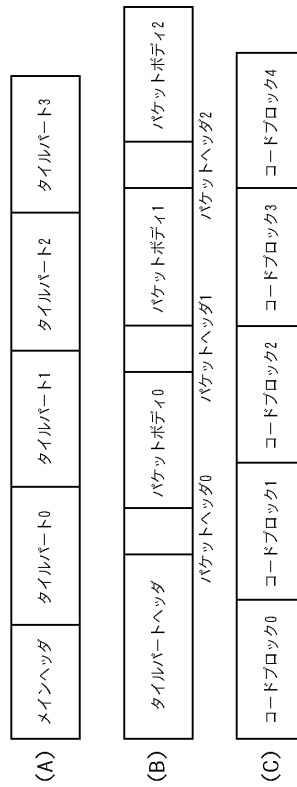 (A)
メインヘッダ
タイルパート0
タイルパート1
タイルパート2
タイルパート3
(B)
タイルパートヘッダ
パケットヘッダ0
パケットボディ0
パケットヘッダ1
パケットボディ1
パケットヘッダ2
パケットボディ2
(C)
コードブロック0
コードブロック1
コードブロック2
コードブロック3
コードブロック4